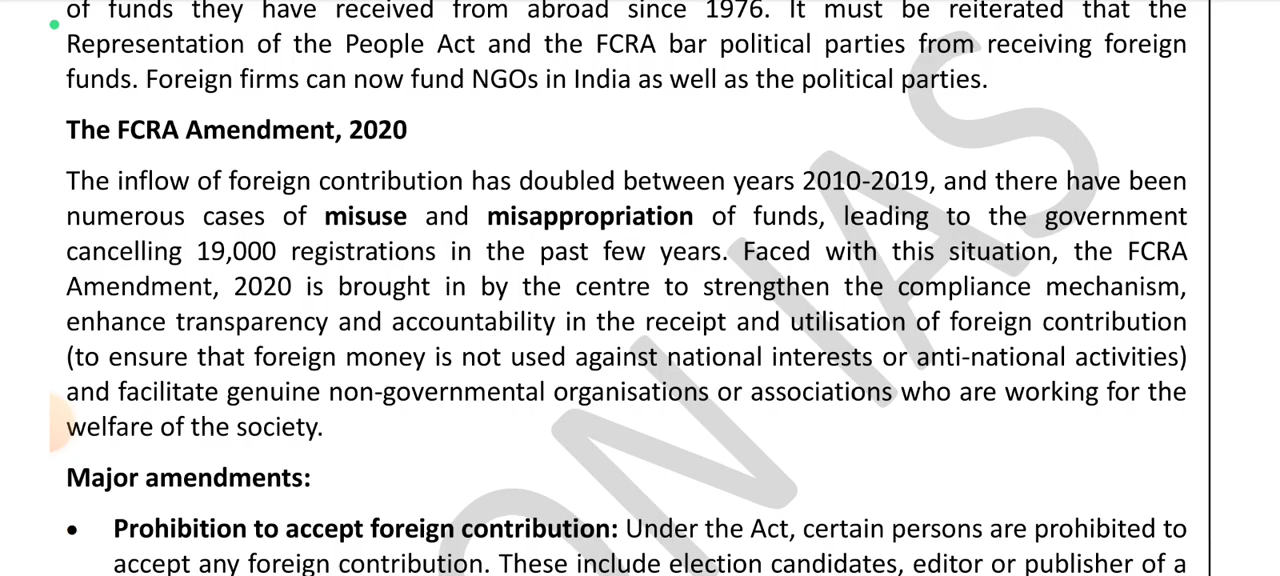 of funds they have received from abroad since 1976. It must be reiterated that the
Representation of the People Act and the FCRA bar political parties from receiving foreign
funds. Foreign firms can now fund NGOs in India as well as the political parties.
The FCRA Amendment, 2020
The inflow of foreign contribution has doubled between years 2010-2019, and there have been
numerous cases of misuse and misappropriation of funds, leading to the government
cancelling 19,000 registrations in the past few years. Faced with this situation, the FCRA
Amendment, 2020 is brought in by the centre to strengthen the compliance mechanism,
enhance transparency and accountability in the receipt and utilisation of foreign contribution
(to ensure that foreign money is not used against national interests or anti-national activities)
and facilitate genuine non-governmental organisations or associations who are working for the
welfare of the society.
Major amendments:
• Prohibition to accept foreign contribution: Under the Act, certain persons are prohibited to
accept any foreign contribution. These include election candidates, editor or publisher of a
ON IAS